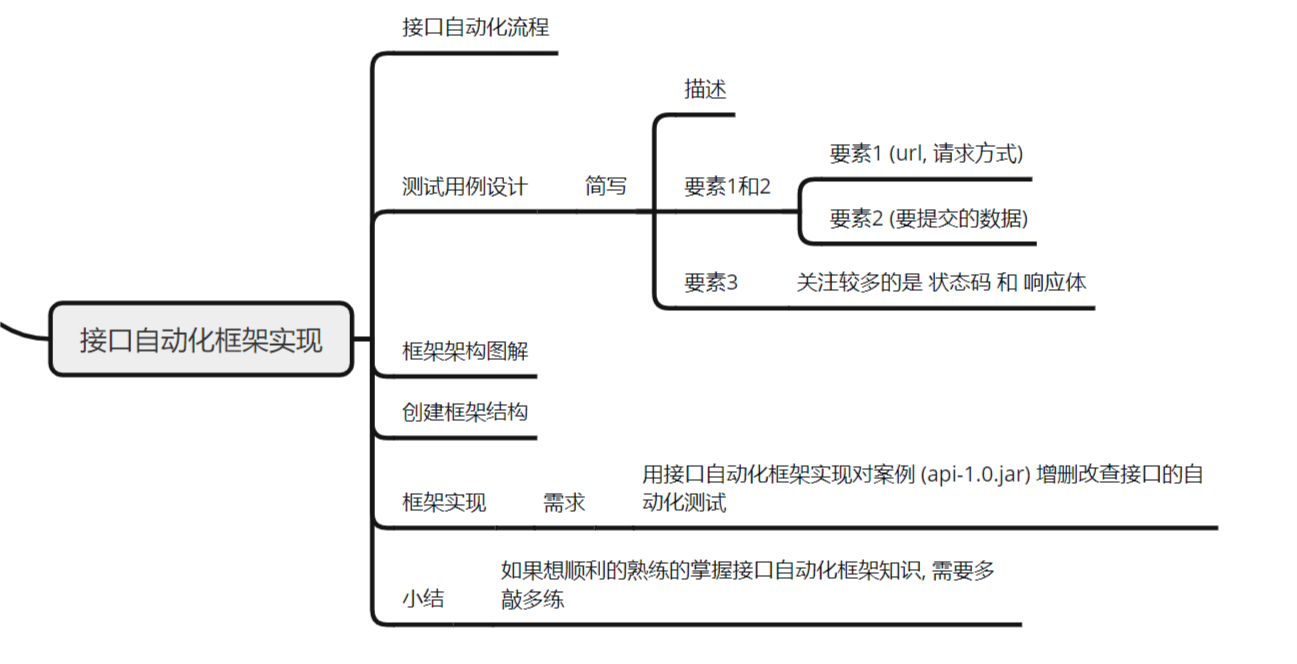 接口自动化流程
描述
要素1 (url, 请求方式)
测试用例设计
简写
要素1和2
要素2 (要提交的数据)
要素3
关注较多的是 状态码 和 响应体
接口自动化框架实现
框架架构图解
创建框架结构
用接口自动化框架实现对案例 (api-1.0.jar) 增删改查接口的自
动化测试
框架实现
需求
如果想顺利的熟练的掌握接口自动化框架知识, 需要多
敲多练
小结